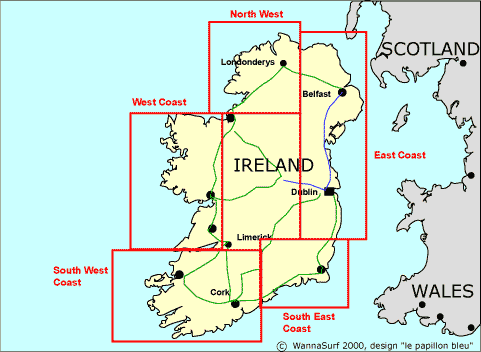 North West
SCOTLAND
Londonderys
Belfast
West Coast
IRELAND
East Coast
Dublin
Limerick
South West
Coast
Cork
WALES
South East
Coast
© WannaSurf 2000, design "le papillon bleu"